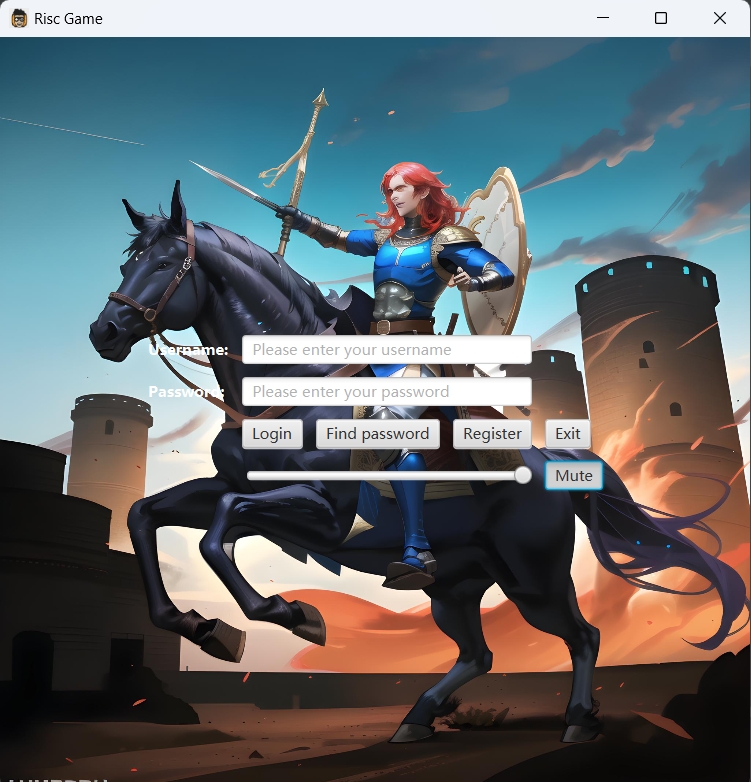 Risc Game
Username: Please enter your username
Password: Please enter your password
Login Find password Register Exit
Mute